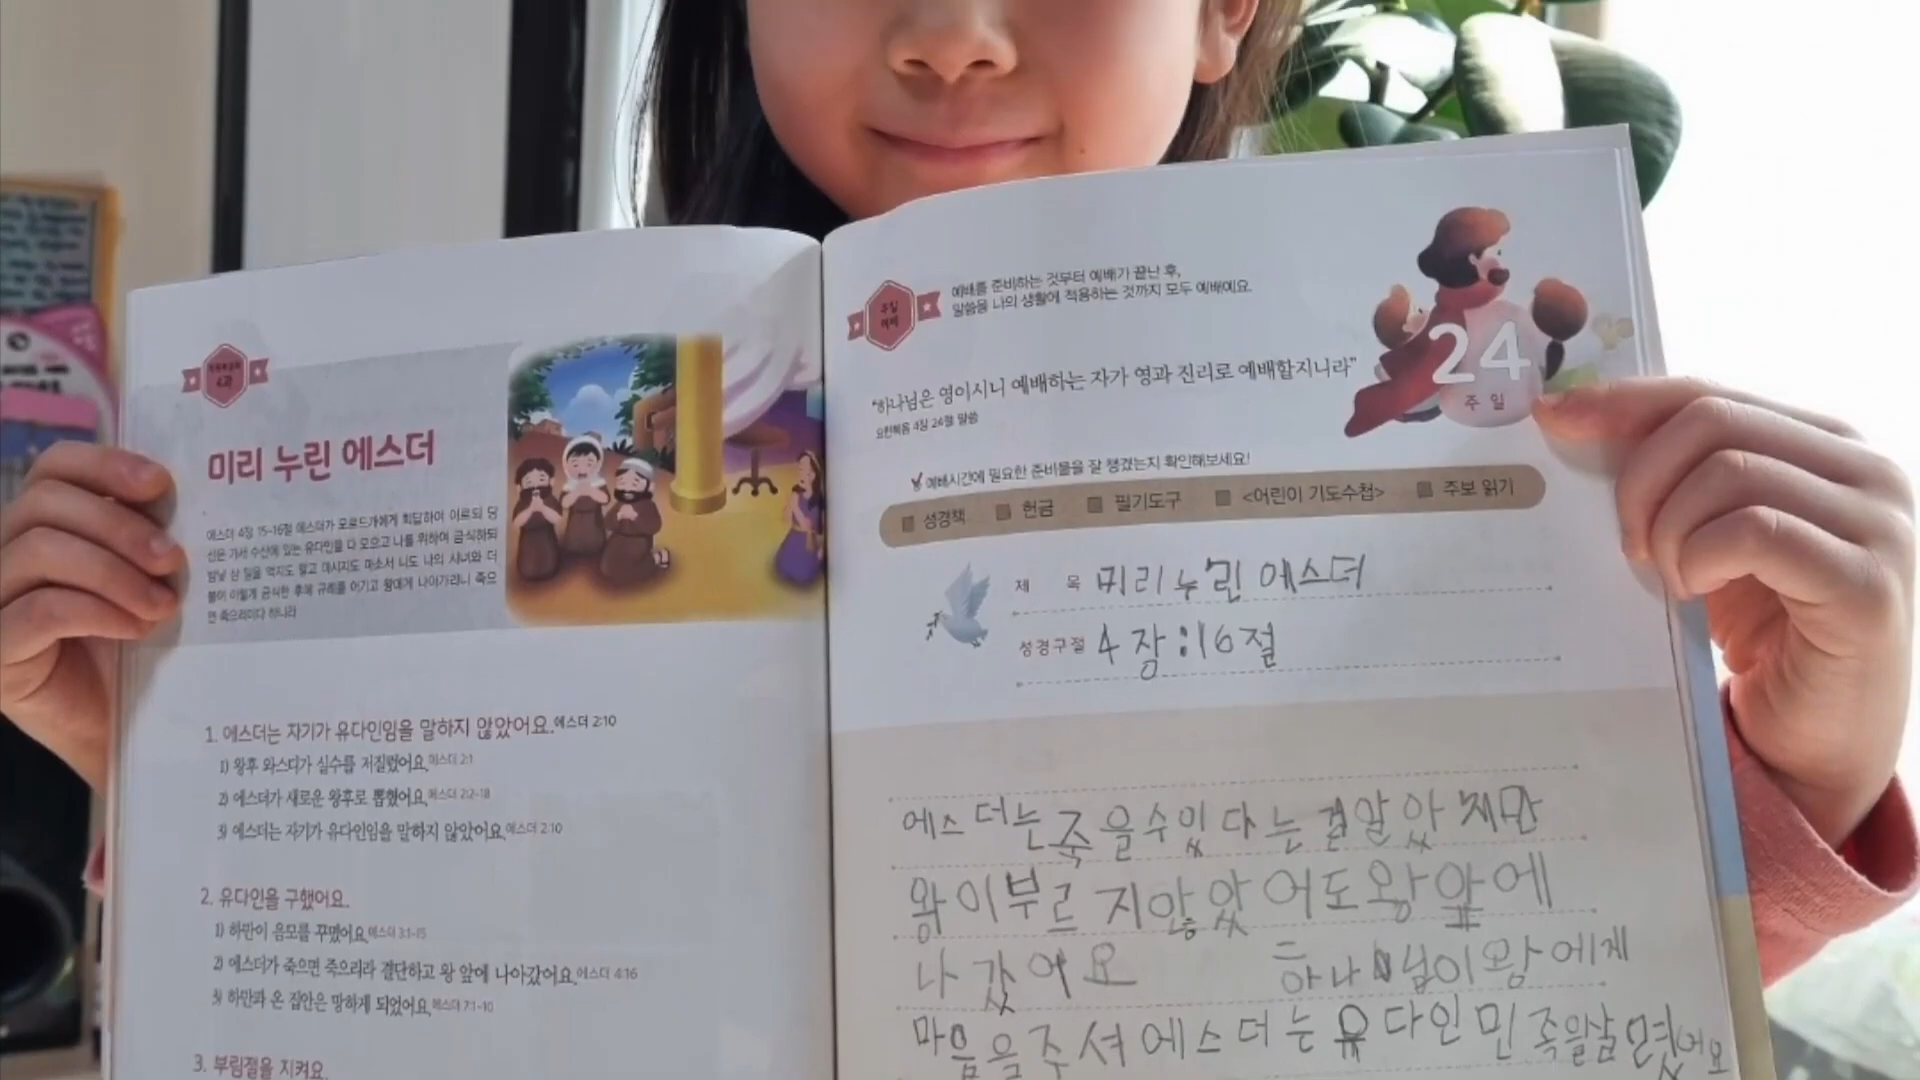 4과
미리 누린 에스더
에스더 4장 15-16절 에스더가 모르드개에게 회답하여 이르되 당
신은 가서 수산에 있는 유다인을 다 모으고 나를 위하여 금식하되
밤낮 삼 일을 먹지도 말고 마시지도 마소서 나도 나의 시녀와 더
불어 이렇게 금식한 후에 규례를 어기고 왕에게 나아가리니 죽으
면 죽으리이다 하니라
1. 에스더는 자기가 유다인임을 말하지 않았어요. 에스더 2:10
1) 왕후 와스디가 실수를 저질렀어요. 에스더 2:1
2) 에스더가 새로운 왕후로 뽑혔어요. 에스더 2:2-18
3) 에스더는 자기가 유다인임을 말하지 않았어요. 에스더 2:10
2. 유다인을 구했어요.
1) 하만이 음모를 꾸몄어요. 에스더 3:1-15
2) 에스더가 죽으면 죽으리라 결단하고 왕 앞에 나아갔어요. 에스더 4:16
3) 하만과 온 집안은 망하게 되었어요. 에스더 7:1-10
3. 부림절을 지켜요.
주일
예배
예배를 준비하는 것부터 예배가 끝난 후,
말씀을 나의 생활에 적용하는 것까지 모두 예배예요.
24
주일
"하나님은 영이시니 예배하는 자가 영과 진리로 예배할지니라"
요한복음 4장 24절 말씀
예배시간에 필요한 준비물을 잘 챙겼는지 확인해보세요!
성경책 헌금 필기도구 <어린이 기도수첩> 주보 읽기
제 목 미리 누린 에스더
성경구절 4장:16절
에스더는 죽을수있다는걸알았지만
왕이부르지안않았어도왕앞에
나갔어요 하나님이왕에게
마음을주셔에스더는유다인민족을살렸어요